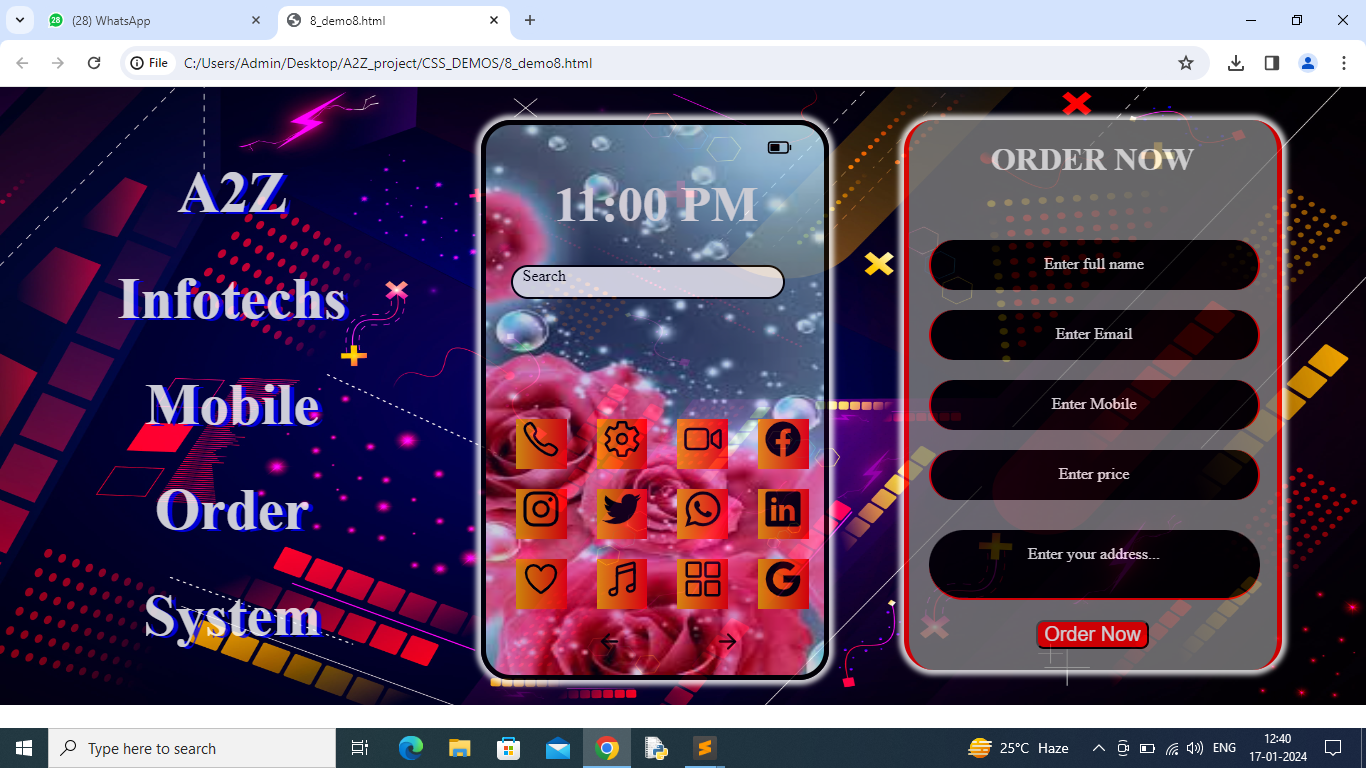 (28) WhatsApp
8_demo8.html
File
C:/Users/Admin/Desktop/A2Z_project/CSS_DEMOS/8_demo8.html
A2Z
Infotechs
Mobile
Order
System
11:00 PM
Search
ORDER NOW
Enter full name
Enter Email
Enter Mobile
Enter price
Enter your address...
Order Now
Type here to search
25°C Haze
ENG
12:40
17-01-2024